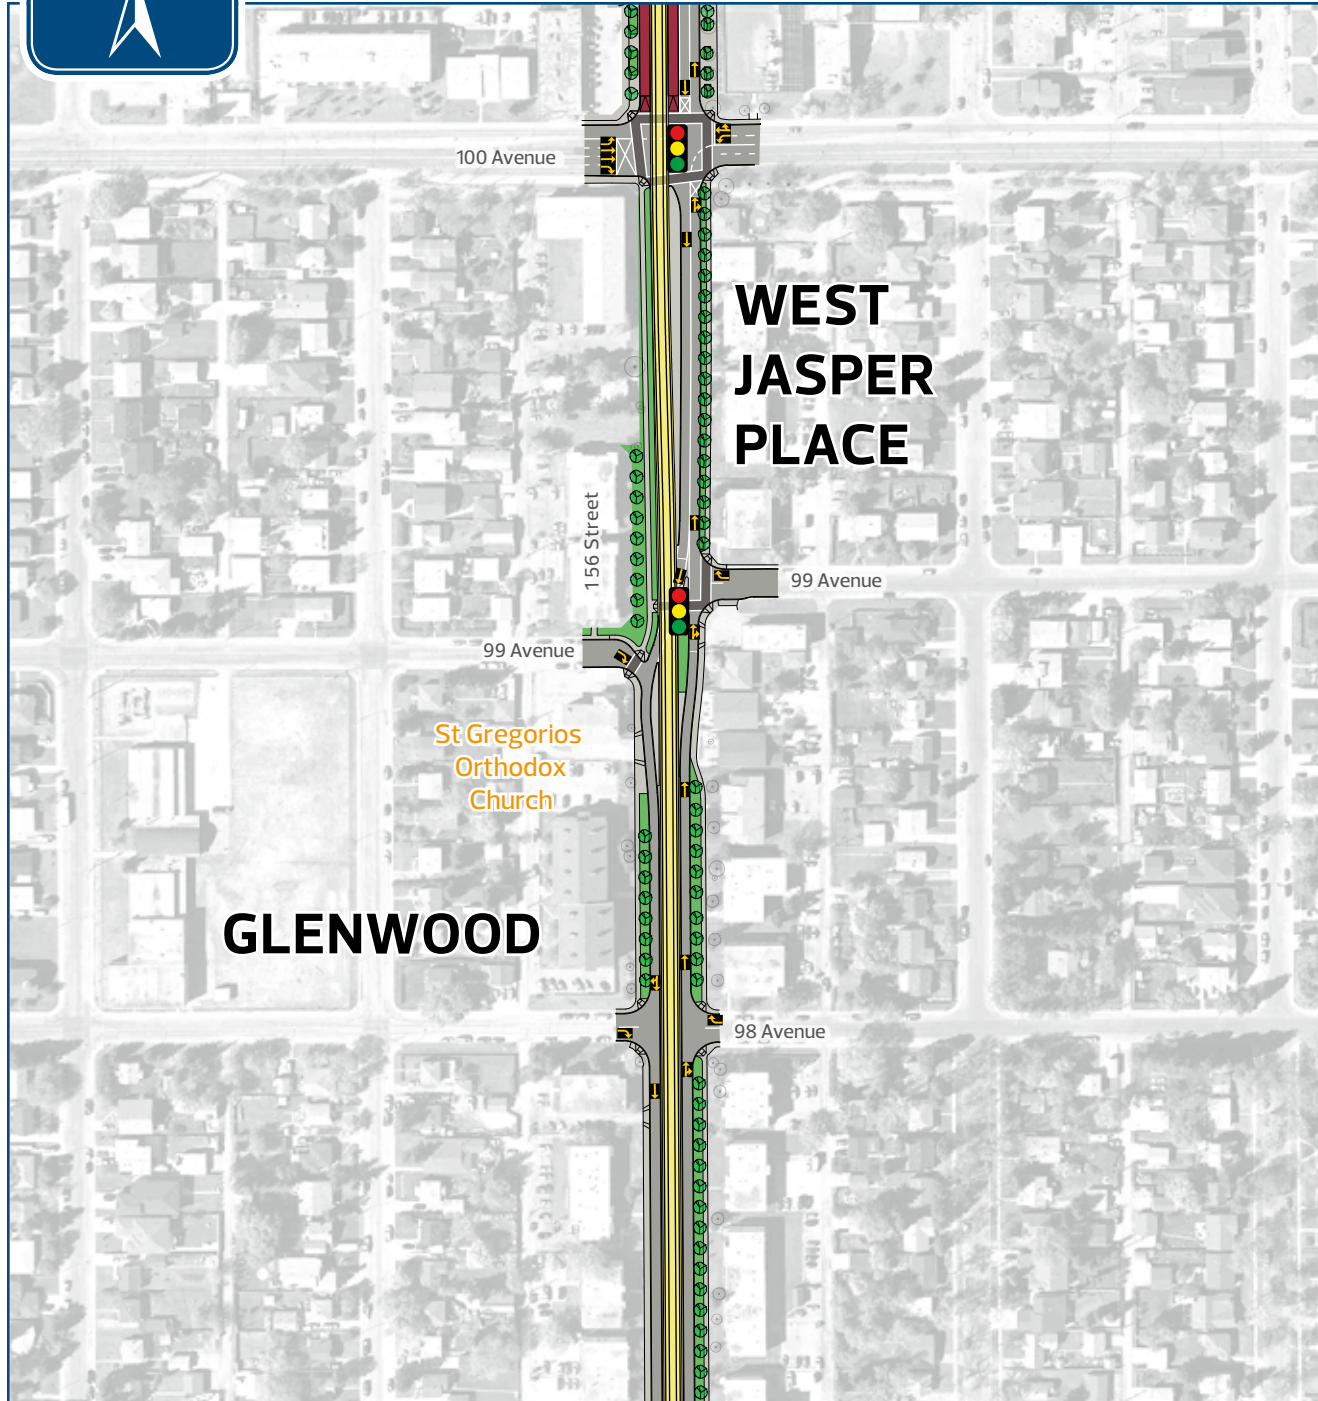 100 Avenue
WEST
JASPER
PLACE
156 Street
99 Avenue
99 Avenue
St Gregorios
Orthodox
Church
GLENWOOD
98 Avenue